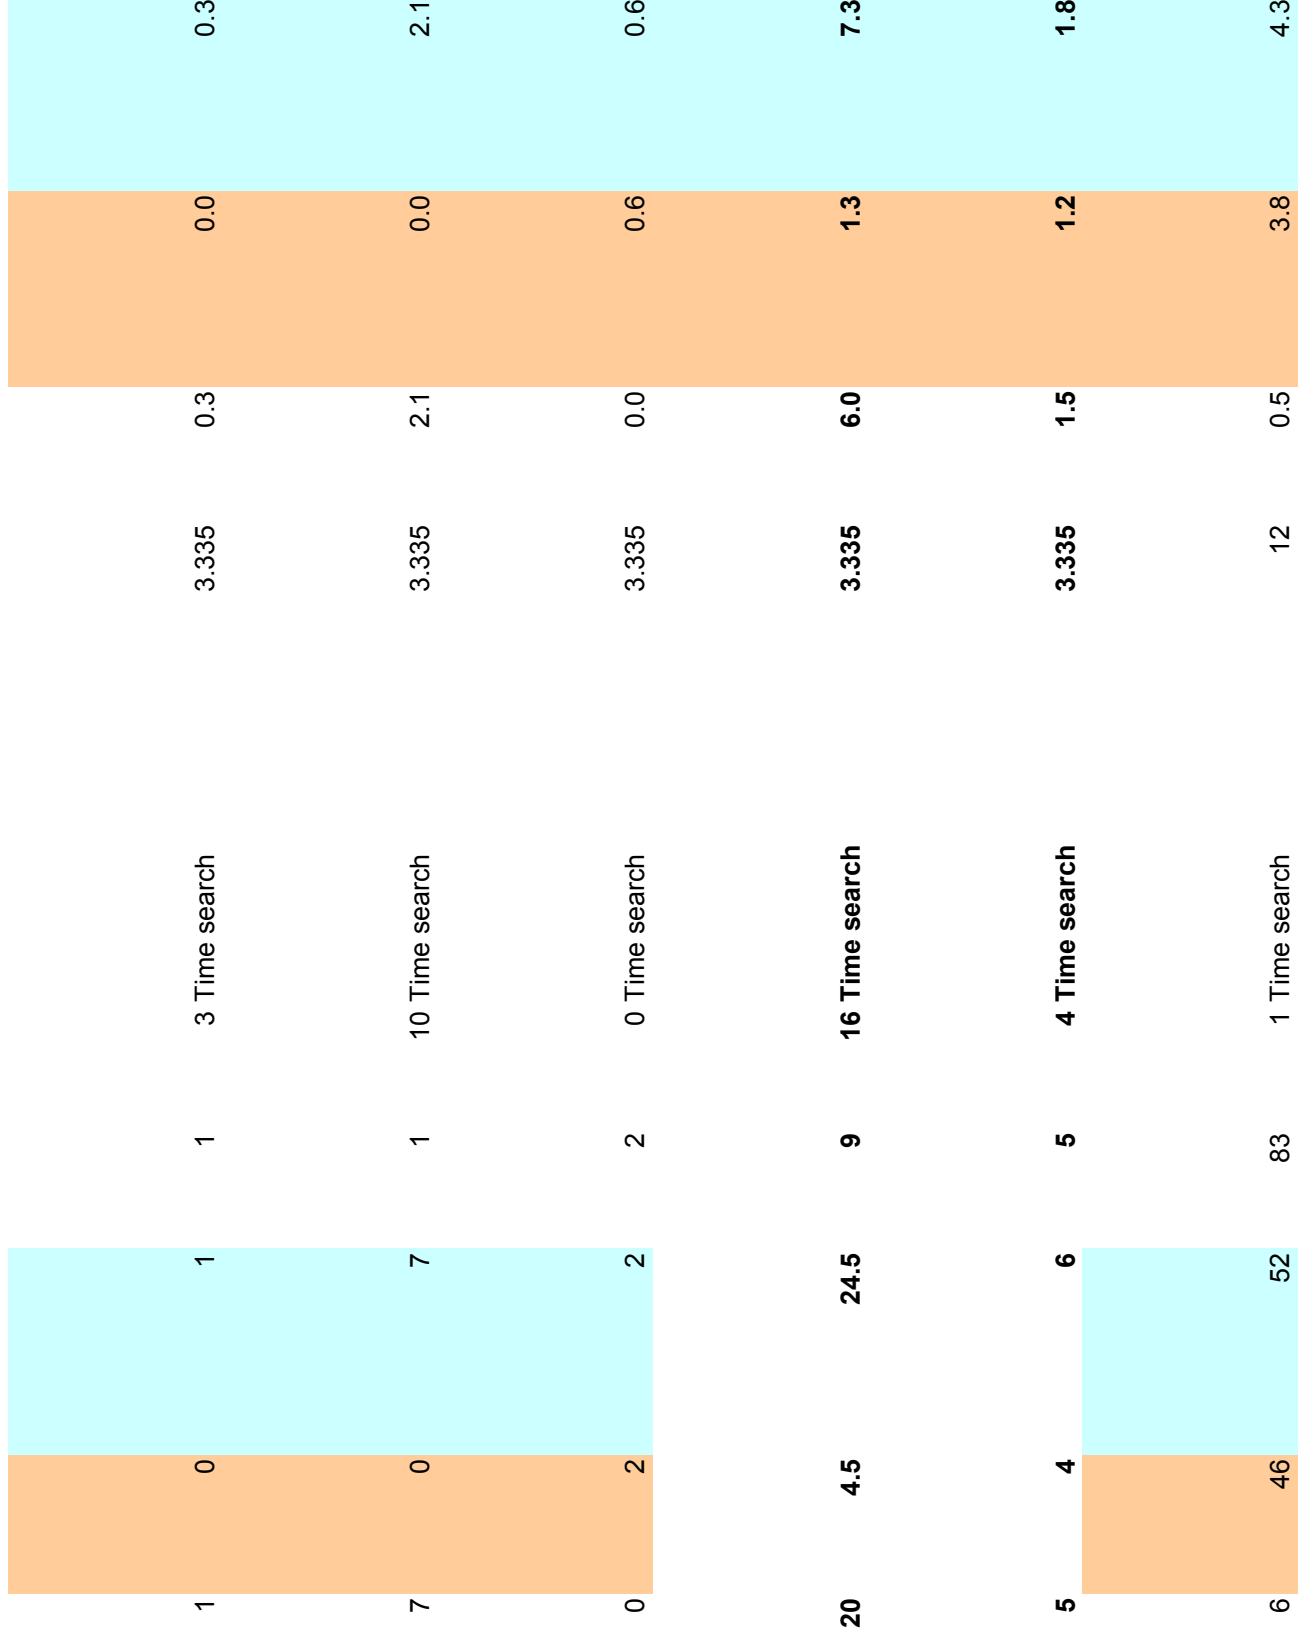 1 0 1 1 3 Time search 3.335 0.3 0.0 0.3
7 0 7 1 10 Time search 3.335 2.1 0.0 2.1
0 2 2 2 0 Time search 3.335 0.0 0.6 0.6
20 4.5 24.5 9 16 Time search 3.335 6.0 1.3 7.3
5 4 6 5 4 Time search 3.335 1.5 1.2 1.8
6 46 52 83 1 Time search 12 0.5 3.8 4.3